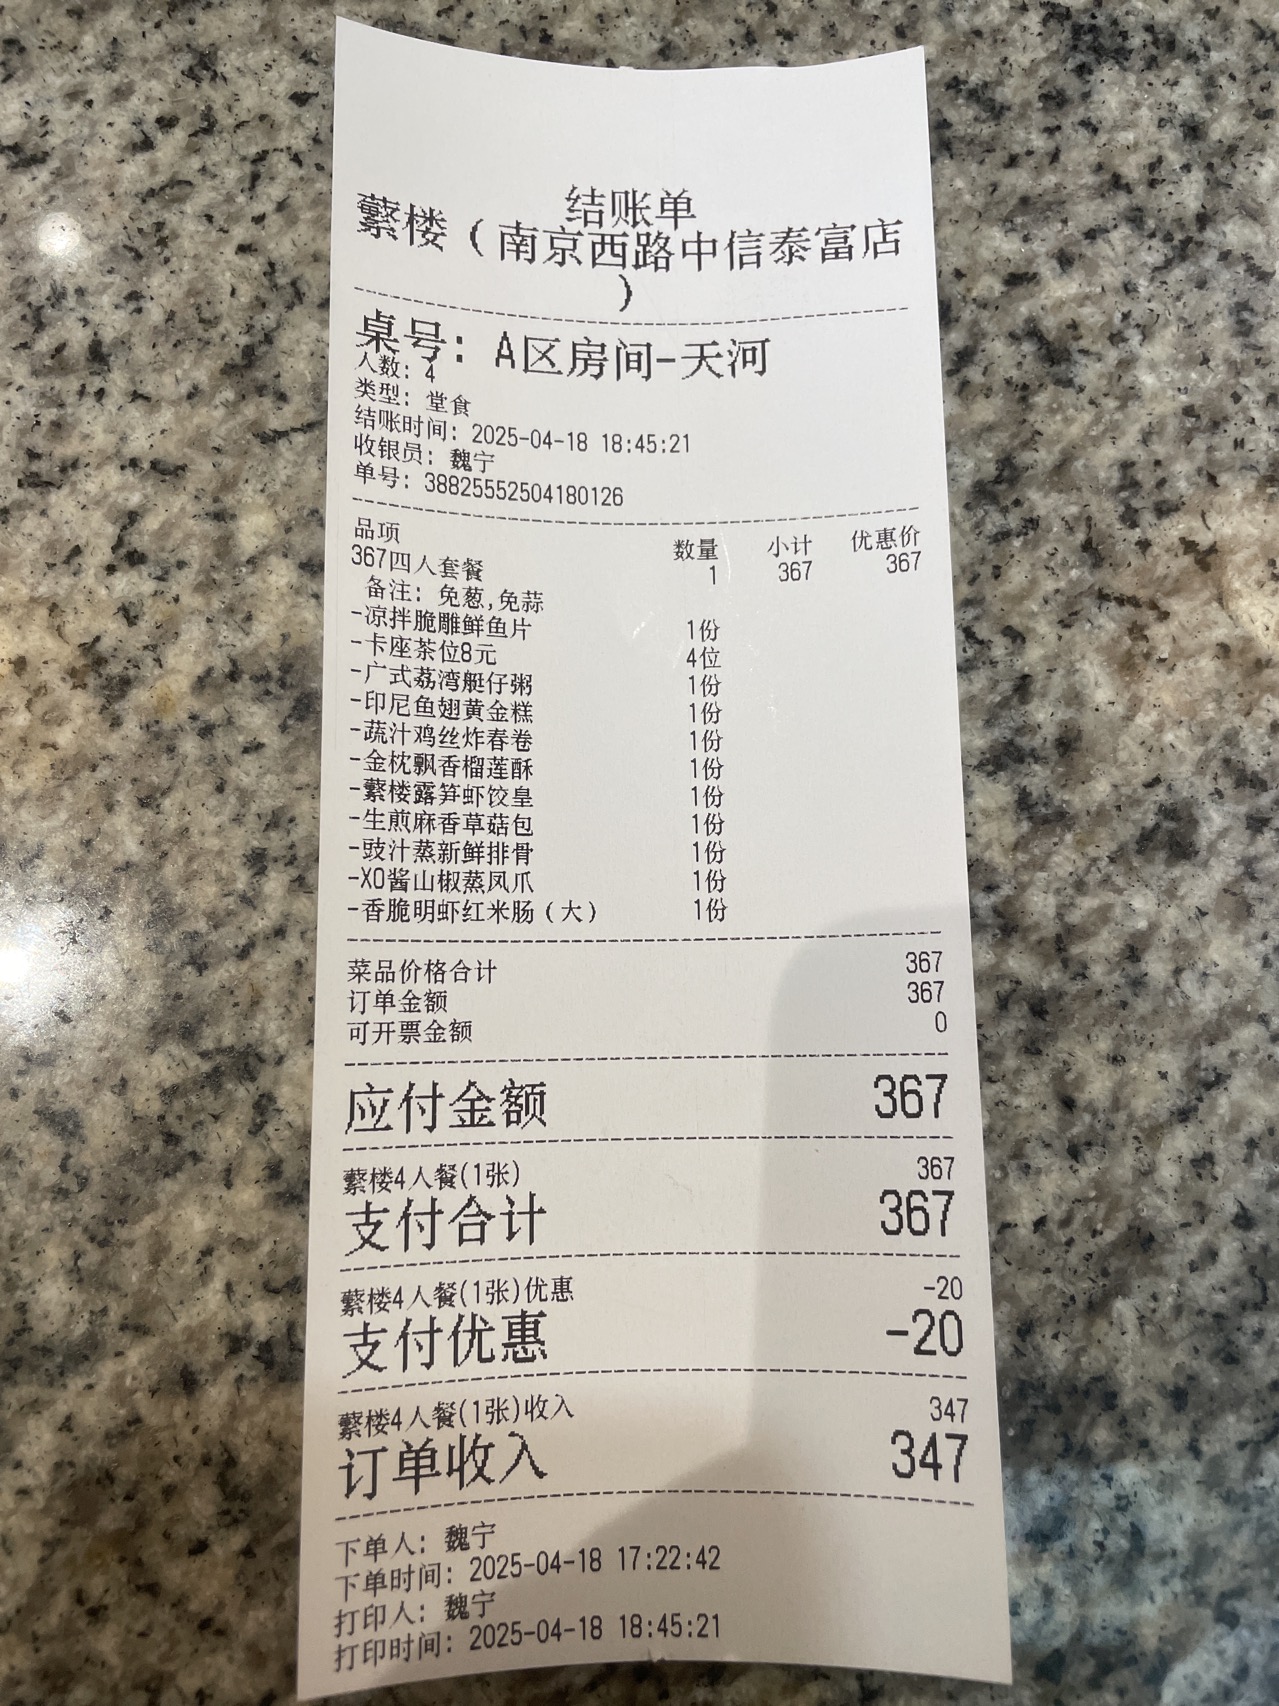 结账单
蘩楼（南京西路中信泰富店
）
桌号：A区房间-天河
人数：4
类型：堂食
结账时间：2025-04-18 18:45:21
收银员：魏宁
单号：38825552504180126
品项 数量 小计 优惠价
367四人套餐 1 367 367
备注：免葱,免蒜
-凉拌脆雕鲜鱼片 1份
-卡座茶位8元 4位
-广式荔湾艇仔粥 1份
-印尼鱼翅黄金糕 1份
-蔬汁鸡丝炸春卷 1份
-金枕飘香榴莲酥 1份
-蘩楼露笋虾饺皇 1份
-生煎麻香草菇包 1份
-豉汁蒸新鲜排骨 1份
-XO酱山椒蒸凤爪 1份
-香脆明虾红米肠（大） 1份
菜品价格合计 367
订单金额 367
可开票金额 0
应付金额 367
蘩楼4人餐(1张) 367
支付合计 367
蘩楼4人餐(1张)优惠 -20
支付优惠 -20
蘩楼4人餐(1张)收入 347
订单收入 347
下单人：魏宁
下单时间：2025-04-18 17:22:42
打印人：魏宁
打印时间：2025-04-18 18:45:21